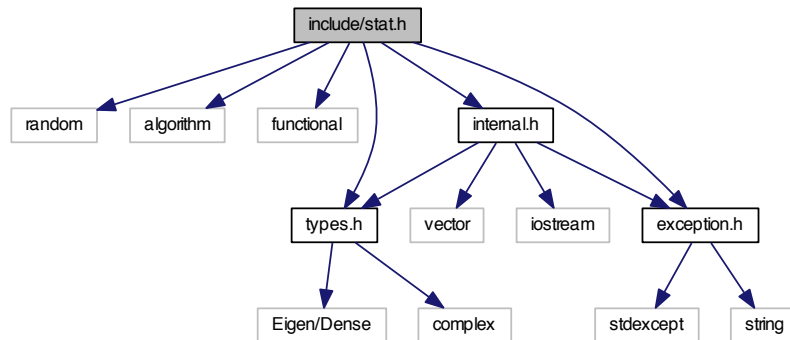 include/stat.h
random
algorithm
functional
internal.h
types.h
vector
iostream
exception.h
Eigen/Dense
complex
stdexcept
string